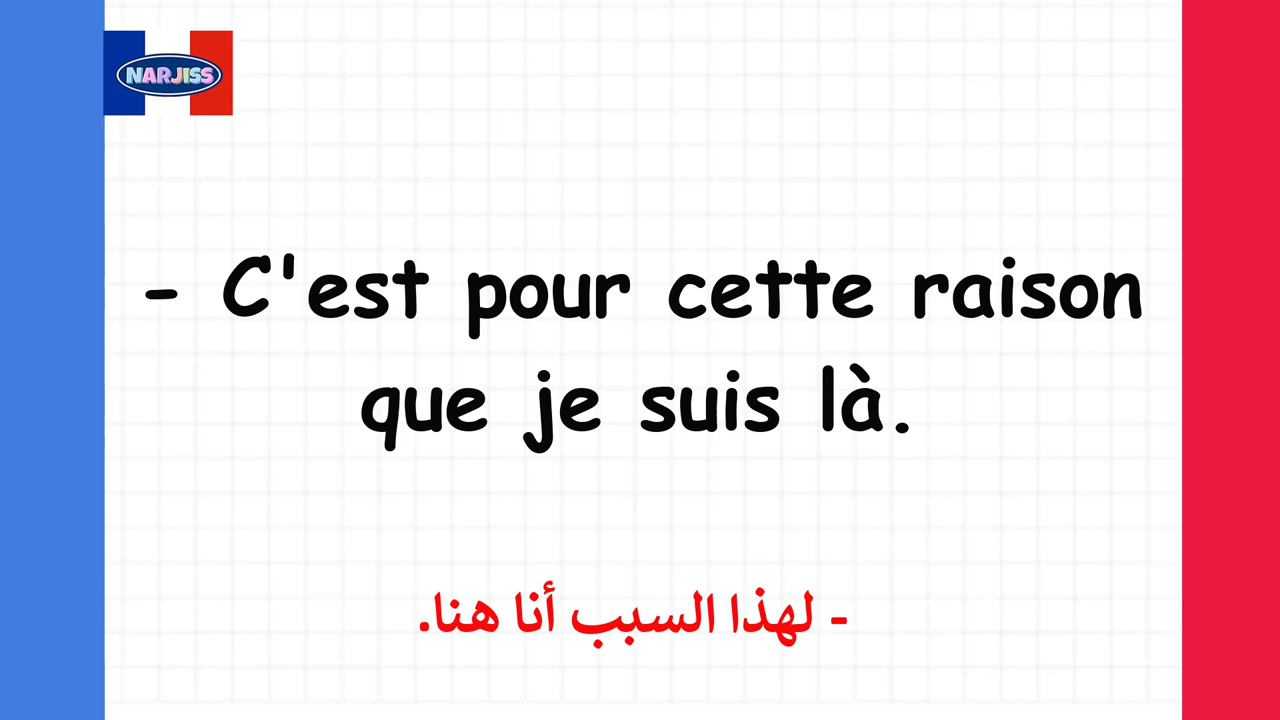 NARJISS
- C'est pour cette raison
que je suis là.
- لهذا السبب أنا هنا.